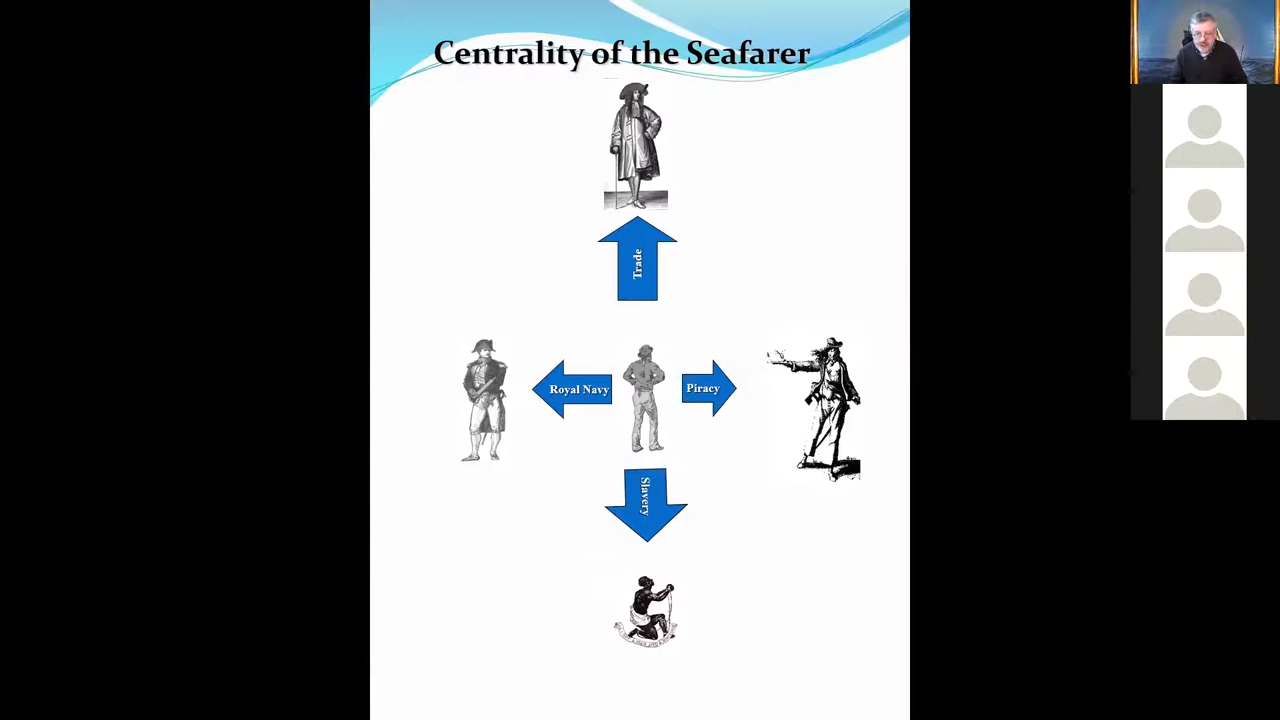 Centrality of the Seafarer
Trade
Royal Navy
Piracy
Slavery